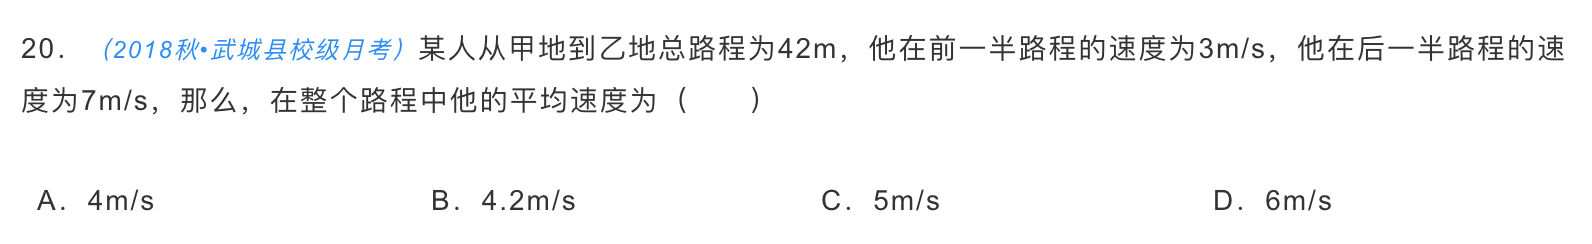 20. （2018秋•武城县校级月考）某人从甲地到乙地总路程为42m，他在前一半路程的速度为3m/s，他在后一半路程的速
度为7m/s，那么，在整个路程中他的平均速度为（　　）
A. 4m/s B. 4.2m/s C. 5m/s D. 6m/s